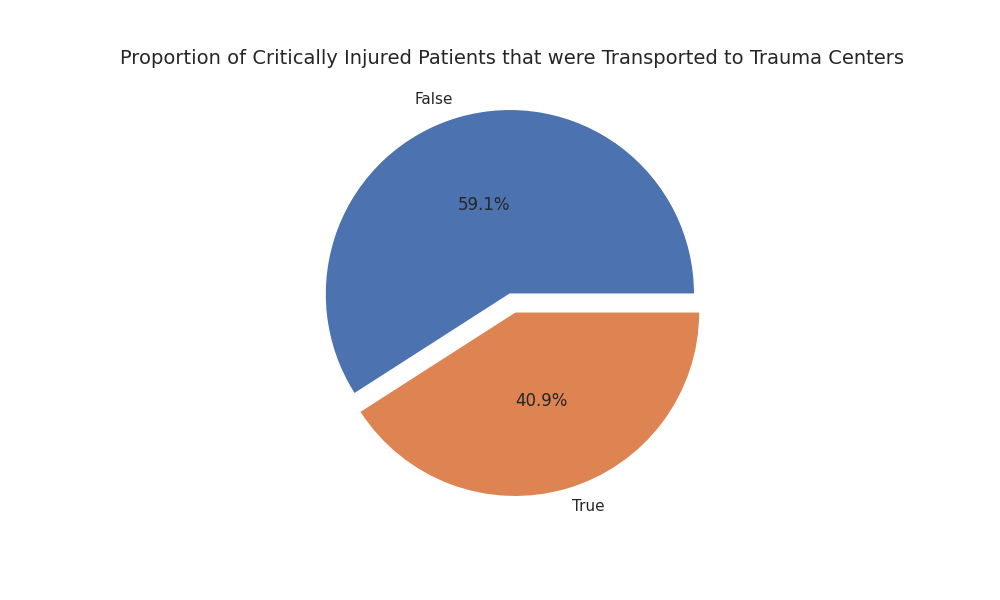 Proportion of Critically Injured Patients that were Transported to Trauma Centers
False
59.1%
40.9%
True